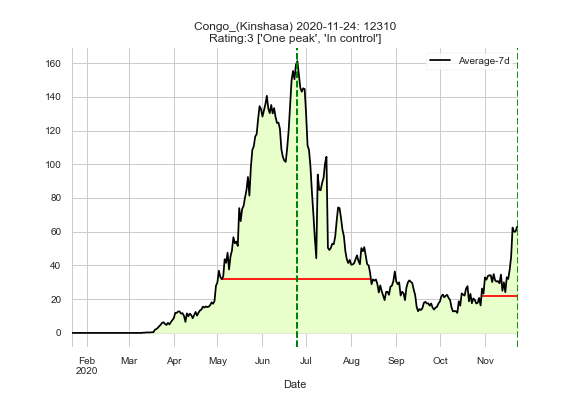 Congo_(Kinshasa) 2020-11-24: 12310
Rating:3 ['One peak', 'In control']
Average-7d
160
140
120
100
80
60
40
20
0
Feb Mar Apr May Jun Jul Aug Sep Oct Nov
2020
Date